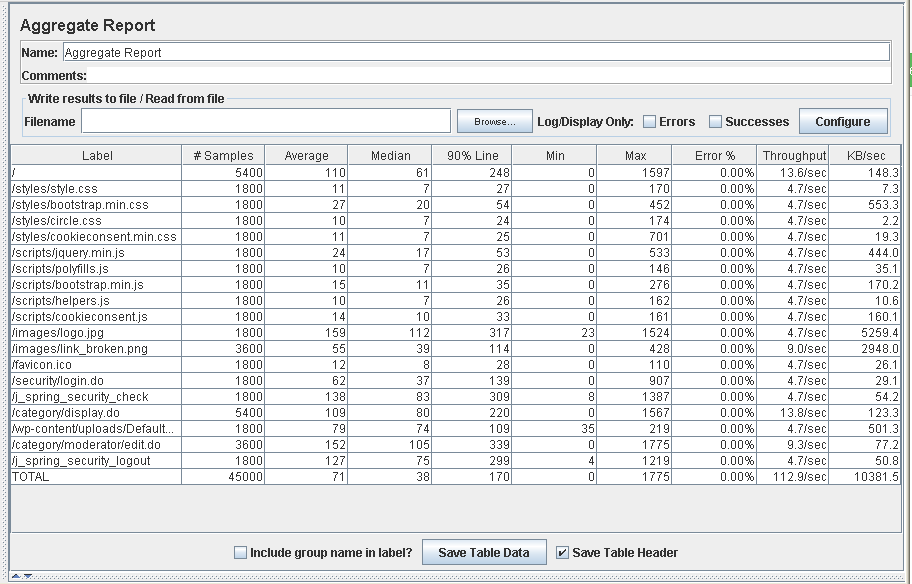 Aggregate Report
Name: Aggregate Report
Comments:
Write results to file / Read from file
Filename Browse... Log/Display Only: Errors Successes Configure
Label # Samples Average Median 90% Line Min Max Error % Throughput KB/sec
/ 5400 110 61 248 0 1597 0.00% 13.6/sec 148.3
/styles/style.css 1800 11 7 27 0 170 0.00% 4.7/sec 7.3
/styles/bootstrap.min.css 1800 27 20 54 0 452 0.00% 4.7/sec 553.3
/styles/circle.css 1800 10 7 24 0 174 0.00% 4.7/sec 2.2
/styles/cookieconsent.min.css 1800 11 7 25 0 701 0.00% 4.7/sec 19.3
/scripts/jquery.min.js 1800 24 17 53 0 533 0.00% 4.7/sec 444.0
/scripts/polyfills.js 1800 10 7 26 0 146 0.00% 4.7/sec 35.1
/scripts/bootstrap.min.js 1800 15 11 35 0 276 0.00% 4.7/sec 170.2
/scripts/helpers.js 1800 10 7 26 0 162 0.00% 4.7/sec 10.6
/scripts/cookieconsent.js 1800 14 10 33 0 161 0.00% 4.7/sec 160.1
/images/logo.jpg 1800 159 112 317 23 1524 0.00% 4.7/sec 5259.4
/images/link_broken.png 3600 55 39 114 0 428 0.00% 9.0/sec 2948.0
/favicon.ico 1800 12 8 28 0 110 0.00% 4.7/sec 26.1
/security/login.do 1800 62 37 139 0 907 0.00% 4.7/sec 29.1
/j_spring_security_check 1800 138 83 309 8 1387 0.00% 4.7/sec 54.2
/category/display.do 5400 109 80 220 0 1567 0.00% 13.8/sec 123.3
/wp-content/uploads/Default... 1800 79 74 109 35 219 0.00% 4.7/sec 501.3
/category/moderator/edit.do 3600 152 105 339 0 1775 0.00% 9.3/sec 77.2
/j_spring_security_logout 1800 127 75 299 4 1219 0.00% 4.7/sec 50.8
TOTAL 45000 71 38 170 0 1775 0.00% 112.9/sec 10381.5
Include group name in label? Save Table Data Save Table Header